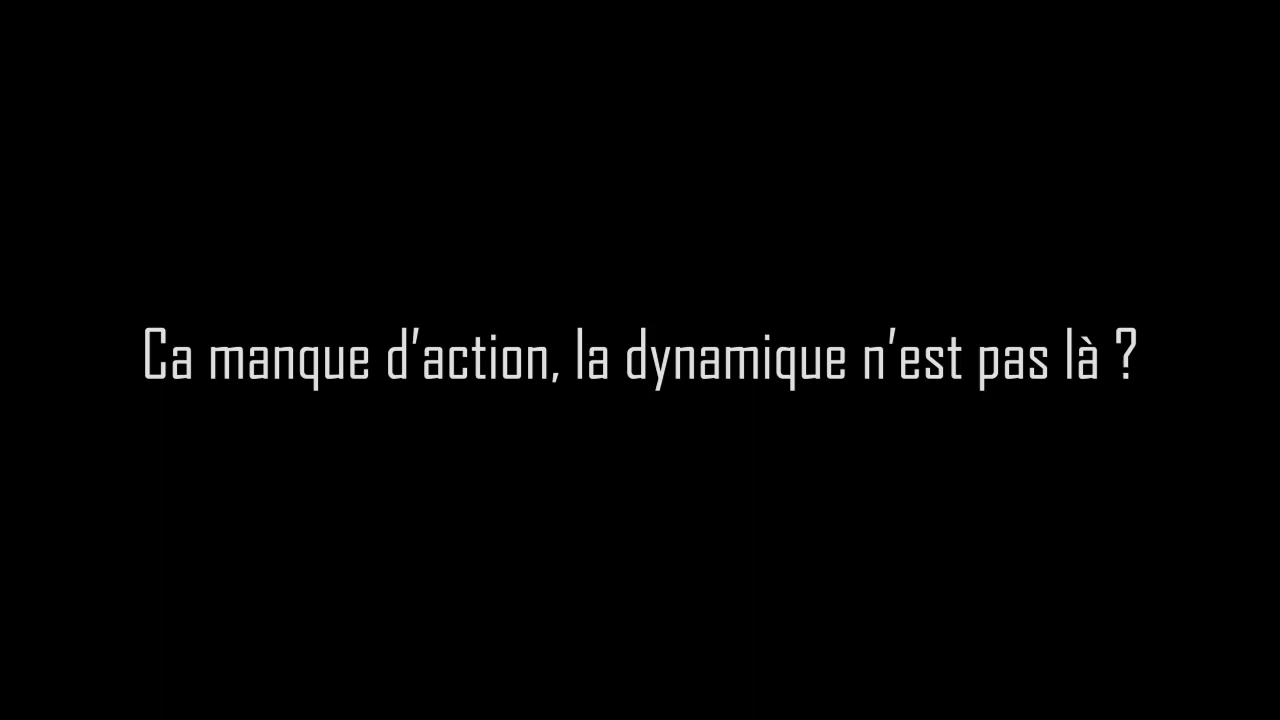 Ca manque d’action, la dynamique n’est pas là ?